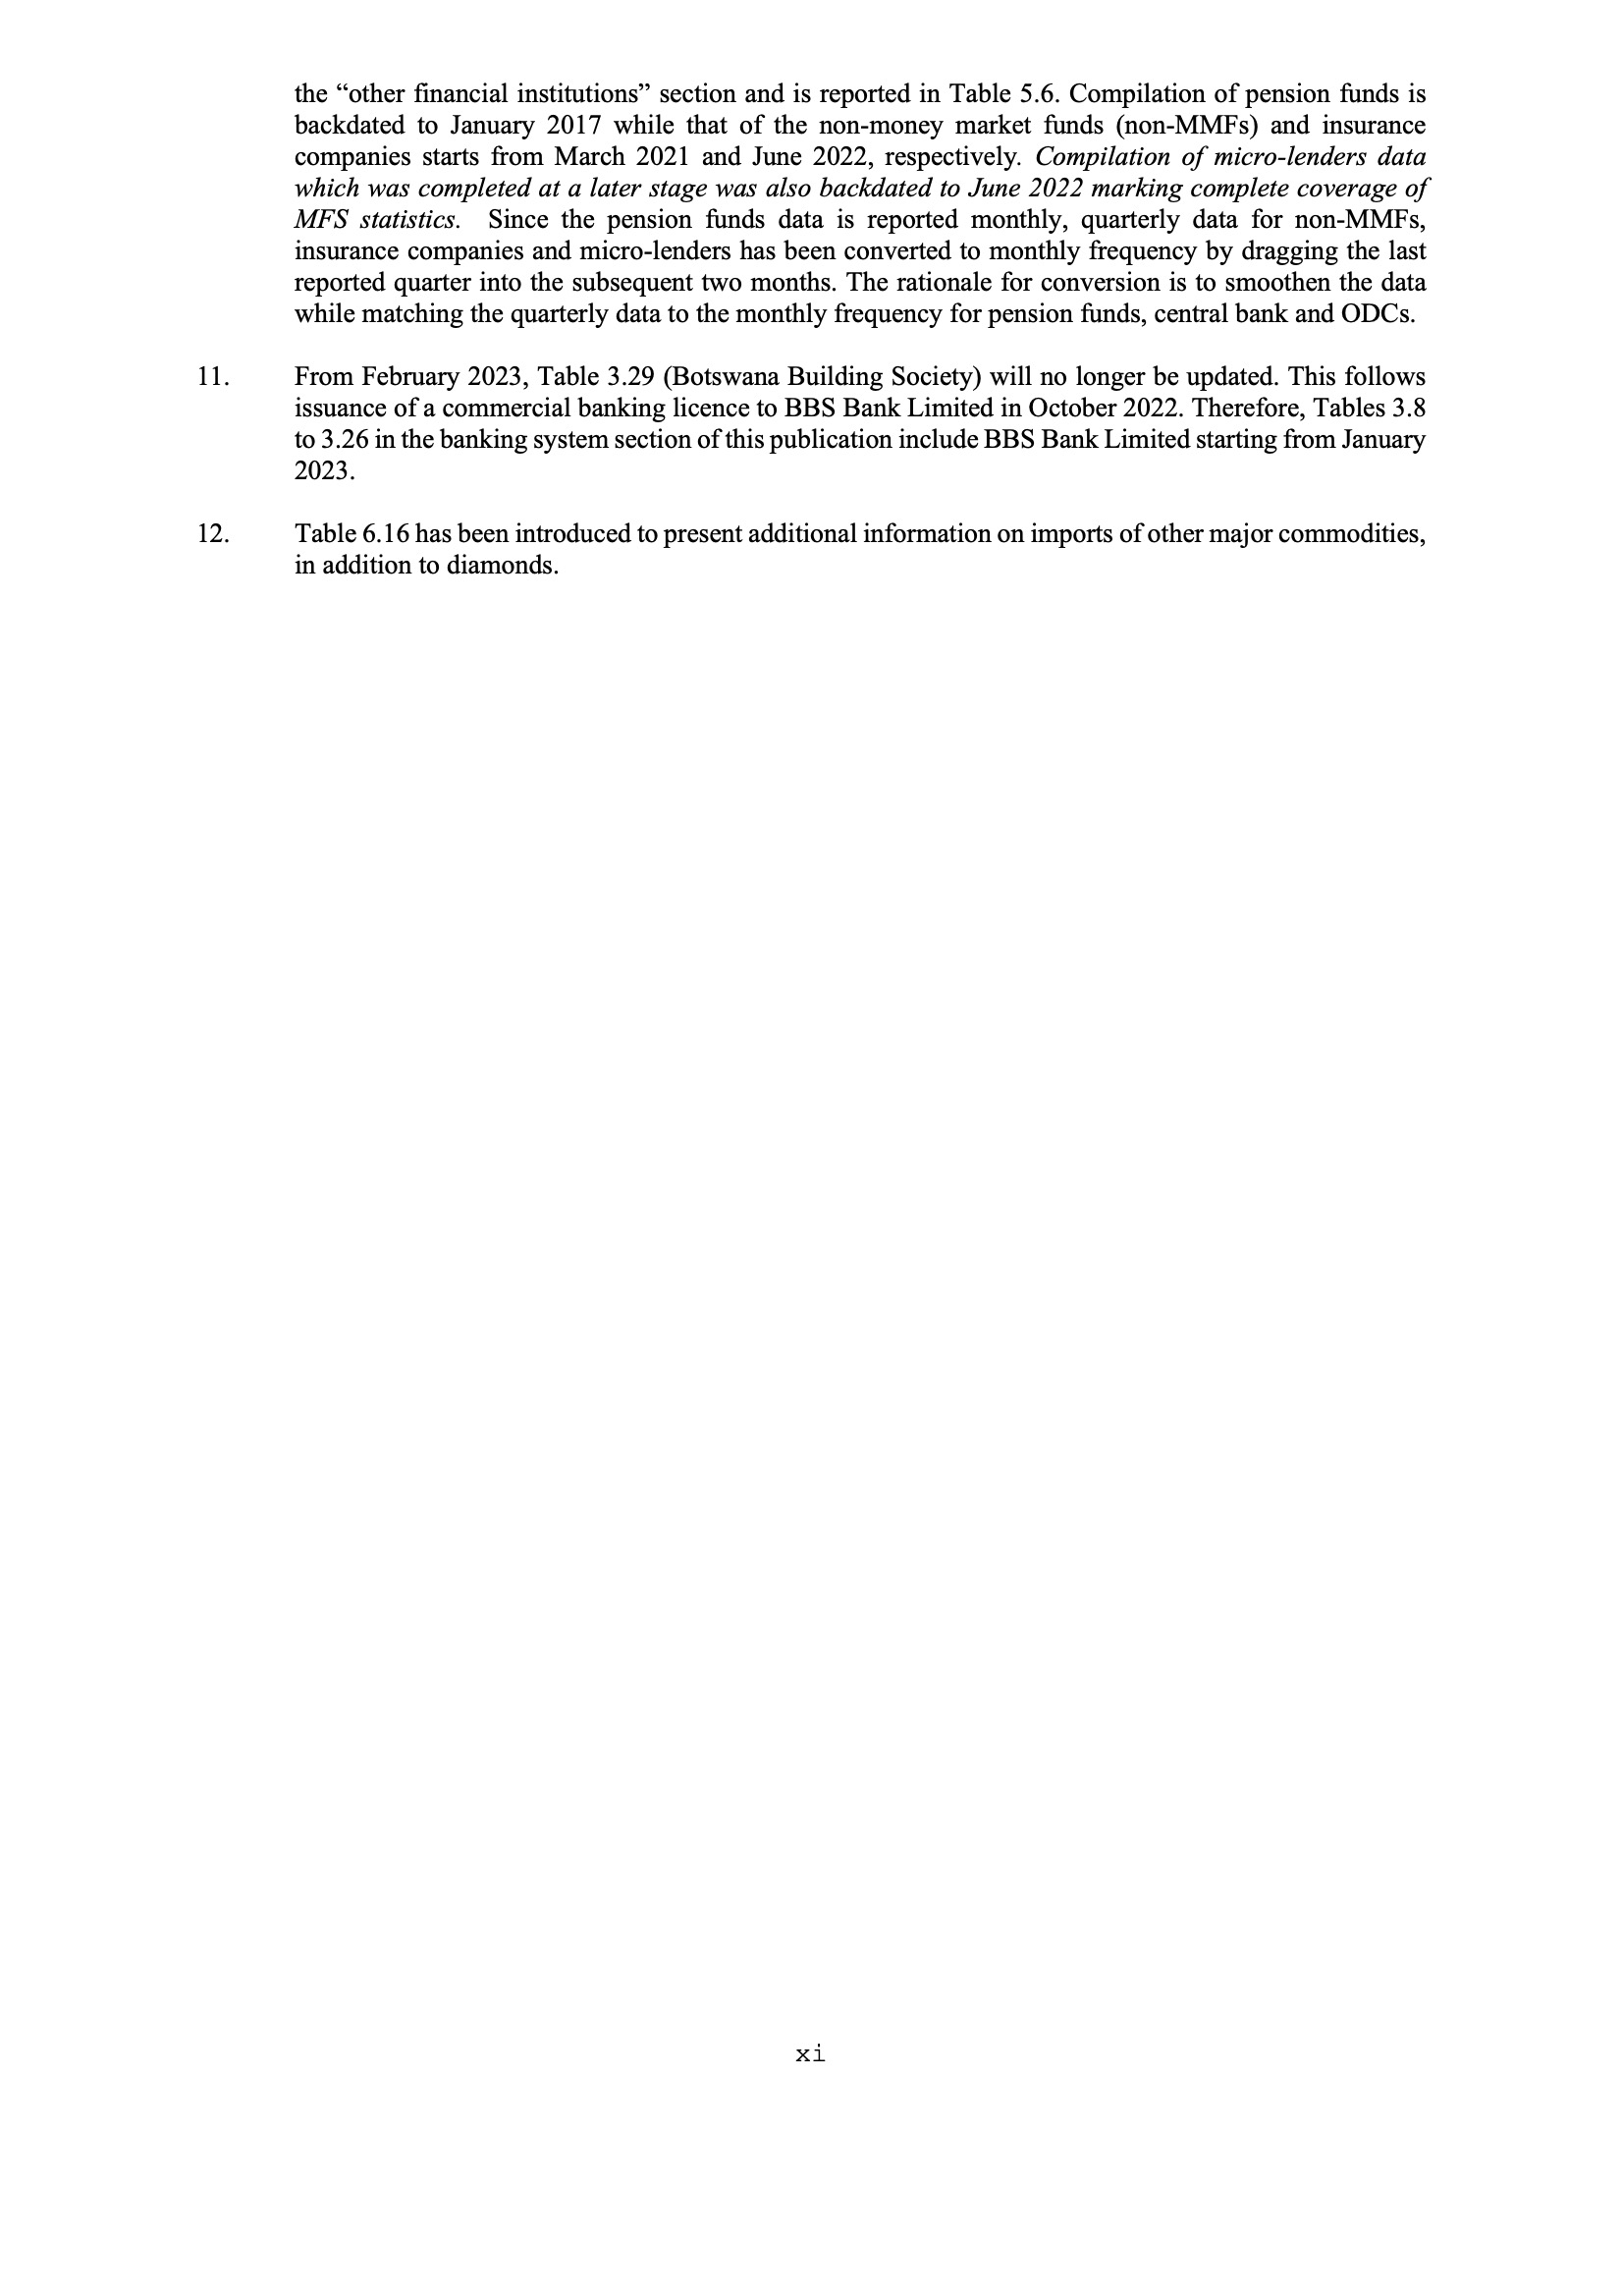 the “other financial institutions” section and is reported in Table 5.6. Compilation of pension funds is
backdated to January 2017 while that of the non-money market funds (non-MMFs) and insurance
companies starts from March 2021 and June 2022, respectively. Compilation of micro-lenders data
which was completed at a later stage was also backdated to June 2022 marking complete coverage of
MFS statistics. Since the pension funds data is reported monthly, quarterly data for non-MMFs,
insurance companies and micro-lenders has been converted to monthly frequency by dragging the last
reported quarter into the subsequent two months. The rationale for conversion is to smoothen the data
while matching the quarterly data to the monthly frequency for pension funds, central bank and ODCs.
11. From February 2023, Table 3.29 (Botswana Building Society) will no longer be updated. This follows
issuance of a commercial banking licence to BBS Bank Limited in October 2022. Therefore, Tables 3.8
to 3.26 in the banking system section of this publication include BBS Bank Limited starting from January
2023.
12. Table 6.16 has been introduced to present additional information on imports of other major commodities,
in addition to diamonds.
xi